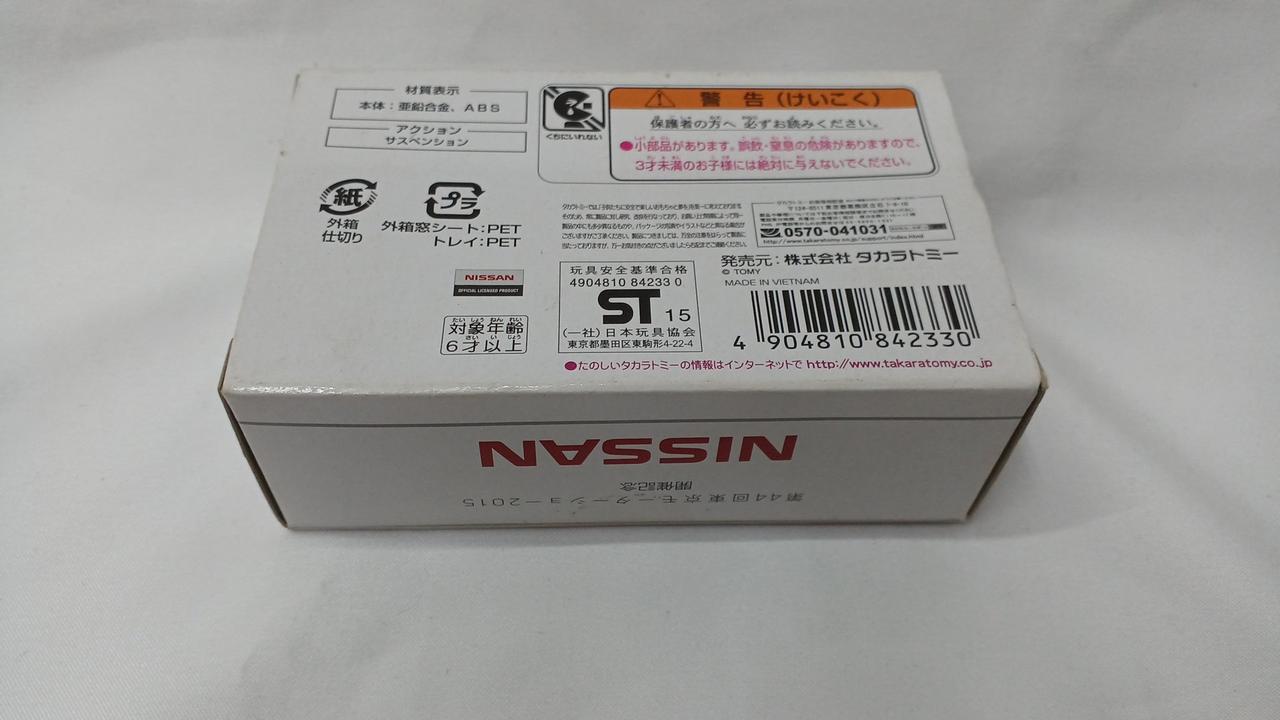 材質表示
本体：亜鉛合金、ABS
アクション
サスペンション
くちにいれない
警告（けいこく）
保護者の方へ 必ずお読みください。
●小部品があります。誤飲・窒息の危険がありますので、
3才未満のお子様には絶対に与えないでください。
紙
外箱
仕切り
プラ
外箱窓シート:PET
トレイ:PET
0570-041031
http://www.takaratomy.co.jp/support/index.html
発売元：株式会社 タカラトミー
© TOMY
MADE IN VIETNAM
NISSAN
OFFICIAL LICENSED PRODUCT
対象年齢
6才以上
玩具安全基準合格
4904810 84233 0
ST 15
(一社)日本玩具協会
東京都墨田区東駒形4-22-4
4 904810 842330
●たのしいタカラトミーの情報はインターネットで http://www.takaratomy.co.jp
NISSAN
開催記念
第44回東京モーターショー2015